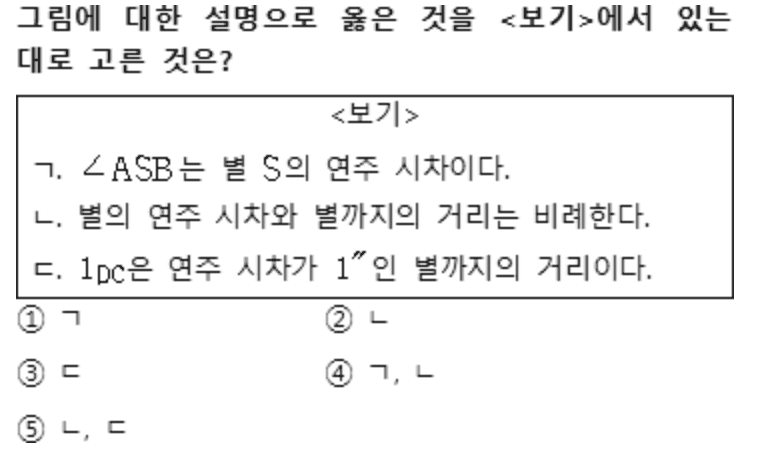 그림에 대한 설명으로 옳은 것을 <보기>에서 있는
대로 고른 것은?
<보기>
ㄱ. ∠ASB는 별 S의 연주 시차이다.
ㄴ. 별의 연주 시차와 별까지의 거리는 비례한다.
ㄷ. 1pc은 연주 시차가 1″인 별까지의 거리이다.
① ㄱ ② ㄴ
③ ㄷ ④ ㄱ, ㄴ
⑤ ㄴ, ㄷ